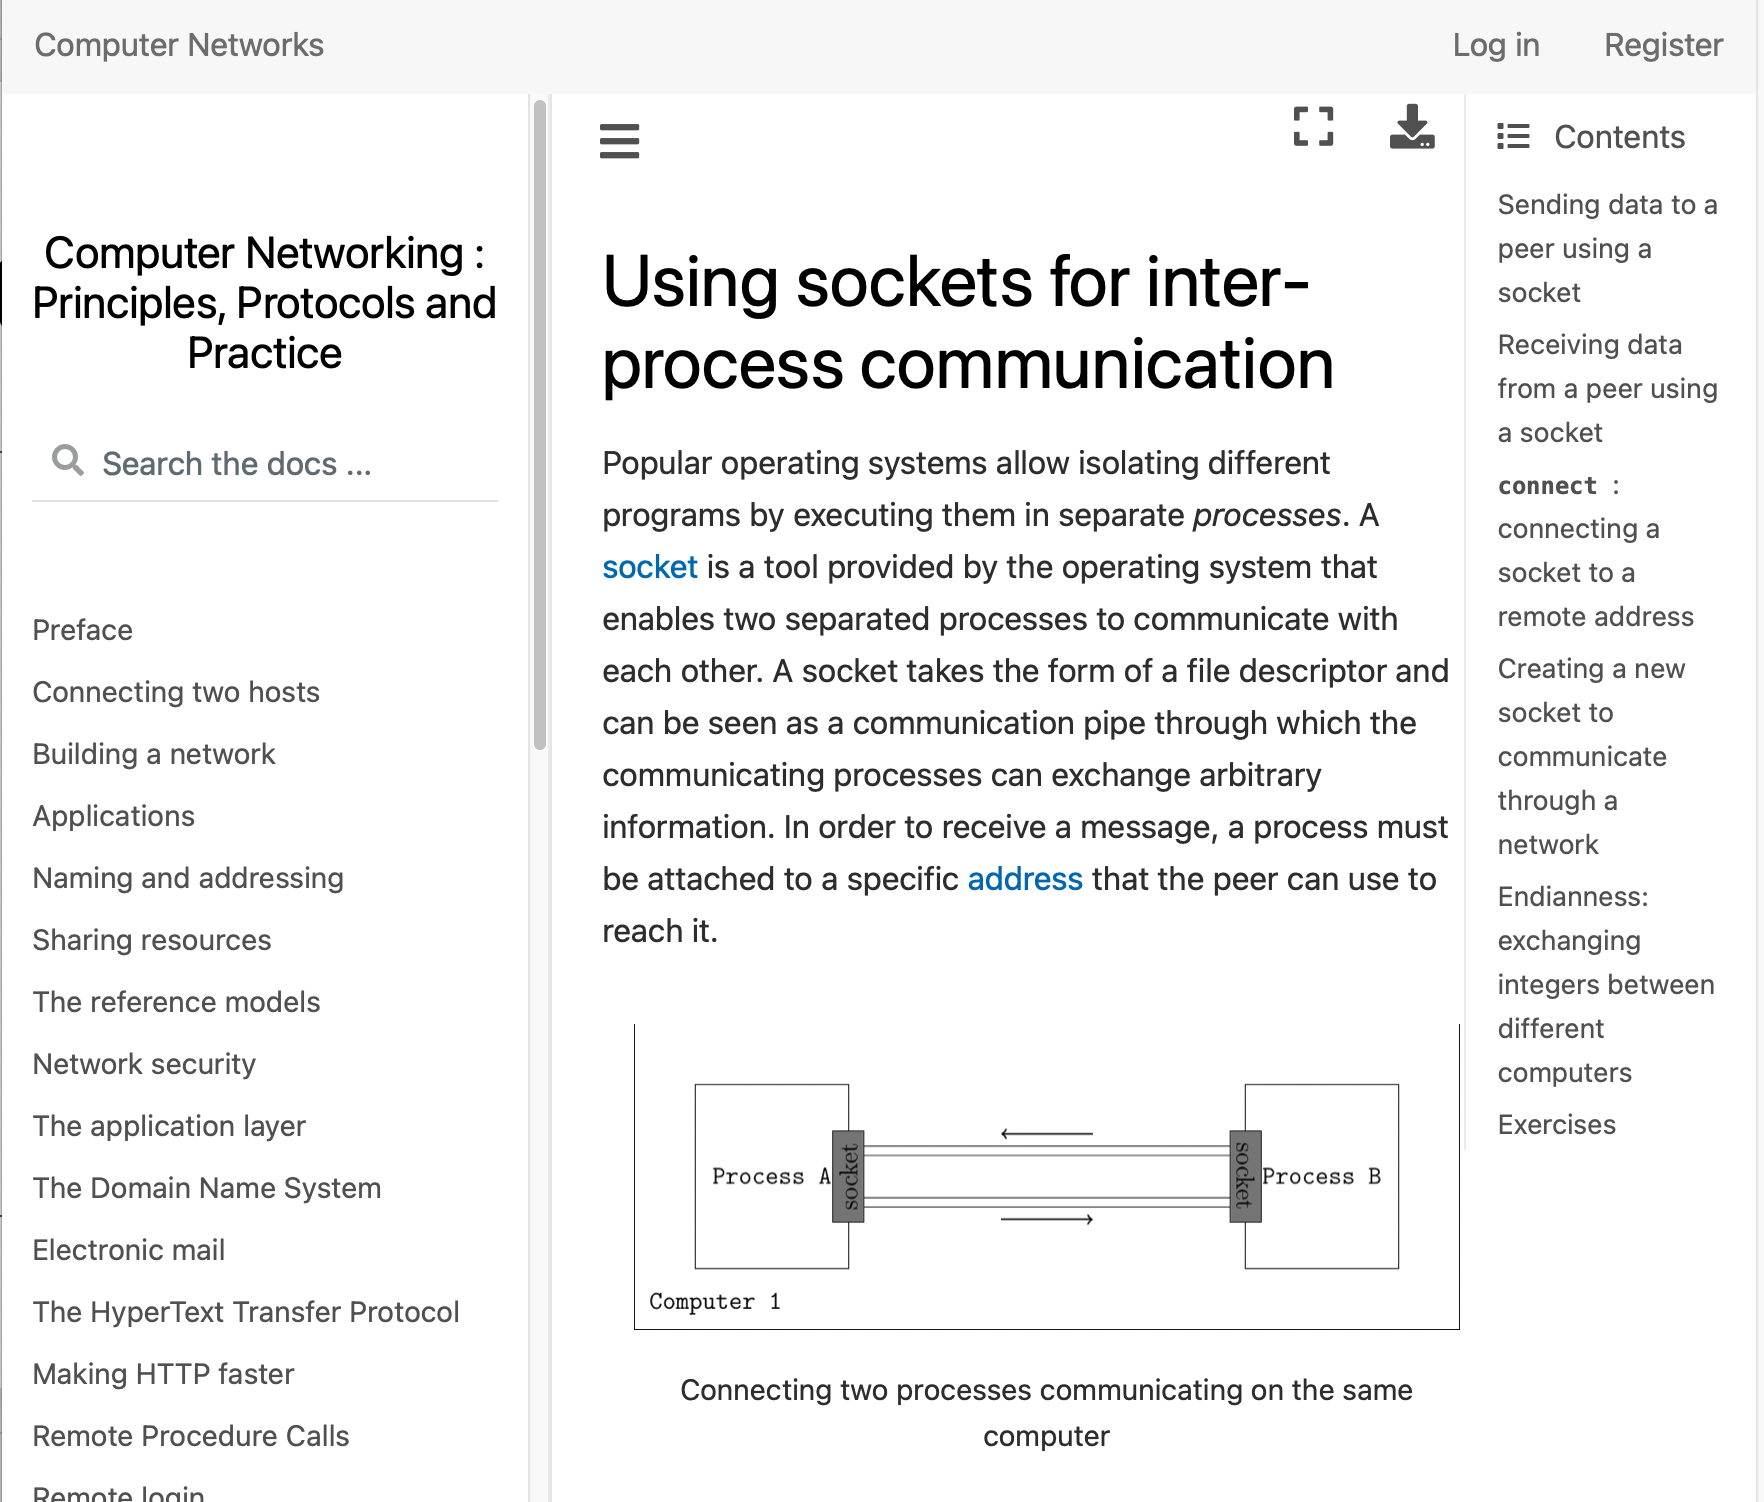 Computer Networks
Log in
Register
Computer Networking :
Principles, Protocols and
Practice
Search the docs ...
Preface
Connecting two hosts
Building a network
Applications
Naming and addressing
Sharing resources
The reference models
Network security
The application layer
The Domain Name System
Electronic mail
The HyperText Transfer Protocol
Making HTTP faster
Remote Procedure Calls
Remote login
Using sockets for inter-
process communication
Popular operating systems allow isolating different
programs by executing them in separate processes. A
socket is a tool provided by the operating system that
enables two separated processes to communicate with
each other. A socket takes the form of a file descriptor and
can be seen as a communication pipe through which the
communicating processes can exchange arbitrary
information. In order to receive a message, a process must
be attached to a specific address that the peer can use to
reach it.
Process A
socket
socket
Process B
Computer 1
Connecting two processes communicating on the same
computer
Contents
Sending data to a
peer using a
socket
Receiving data
from a peer using
a socket
connect :
connecting a
socket to a
remote address
Creating a new
socket to
communicate
through a
network
Endianness:
exchanging
integers between
different
computers
Exercises